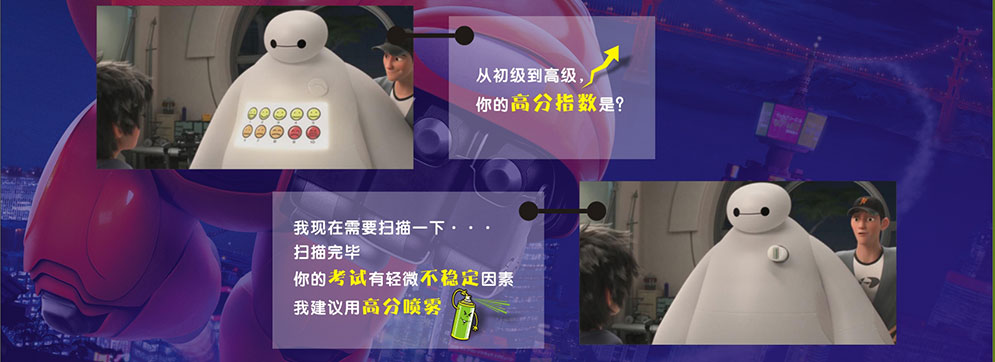 从初级到高级，
你的高分指数是？
我现在需要扫描一下···
扫描完毕
你的考试有轻微不稳定因素
我建议用高分喷雾